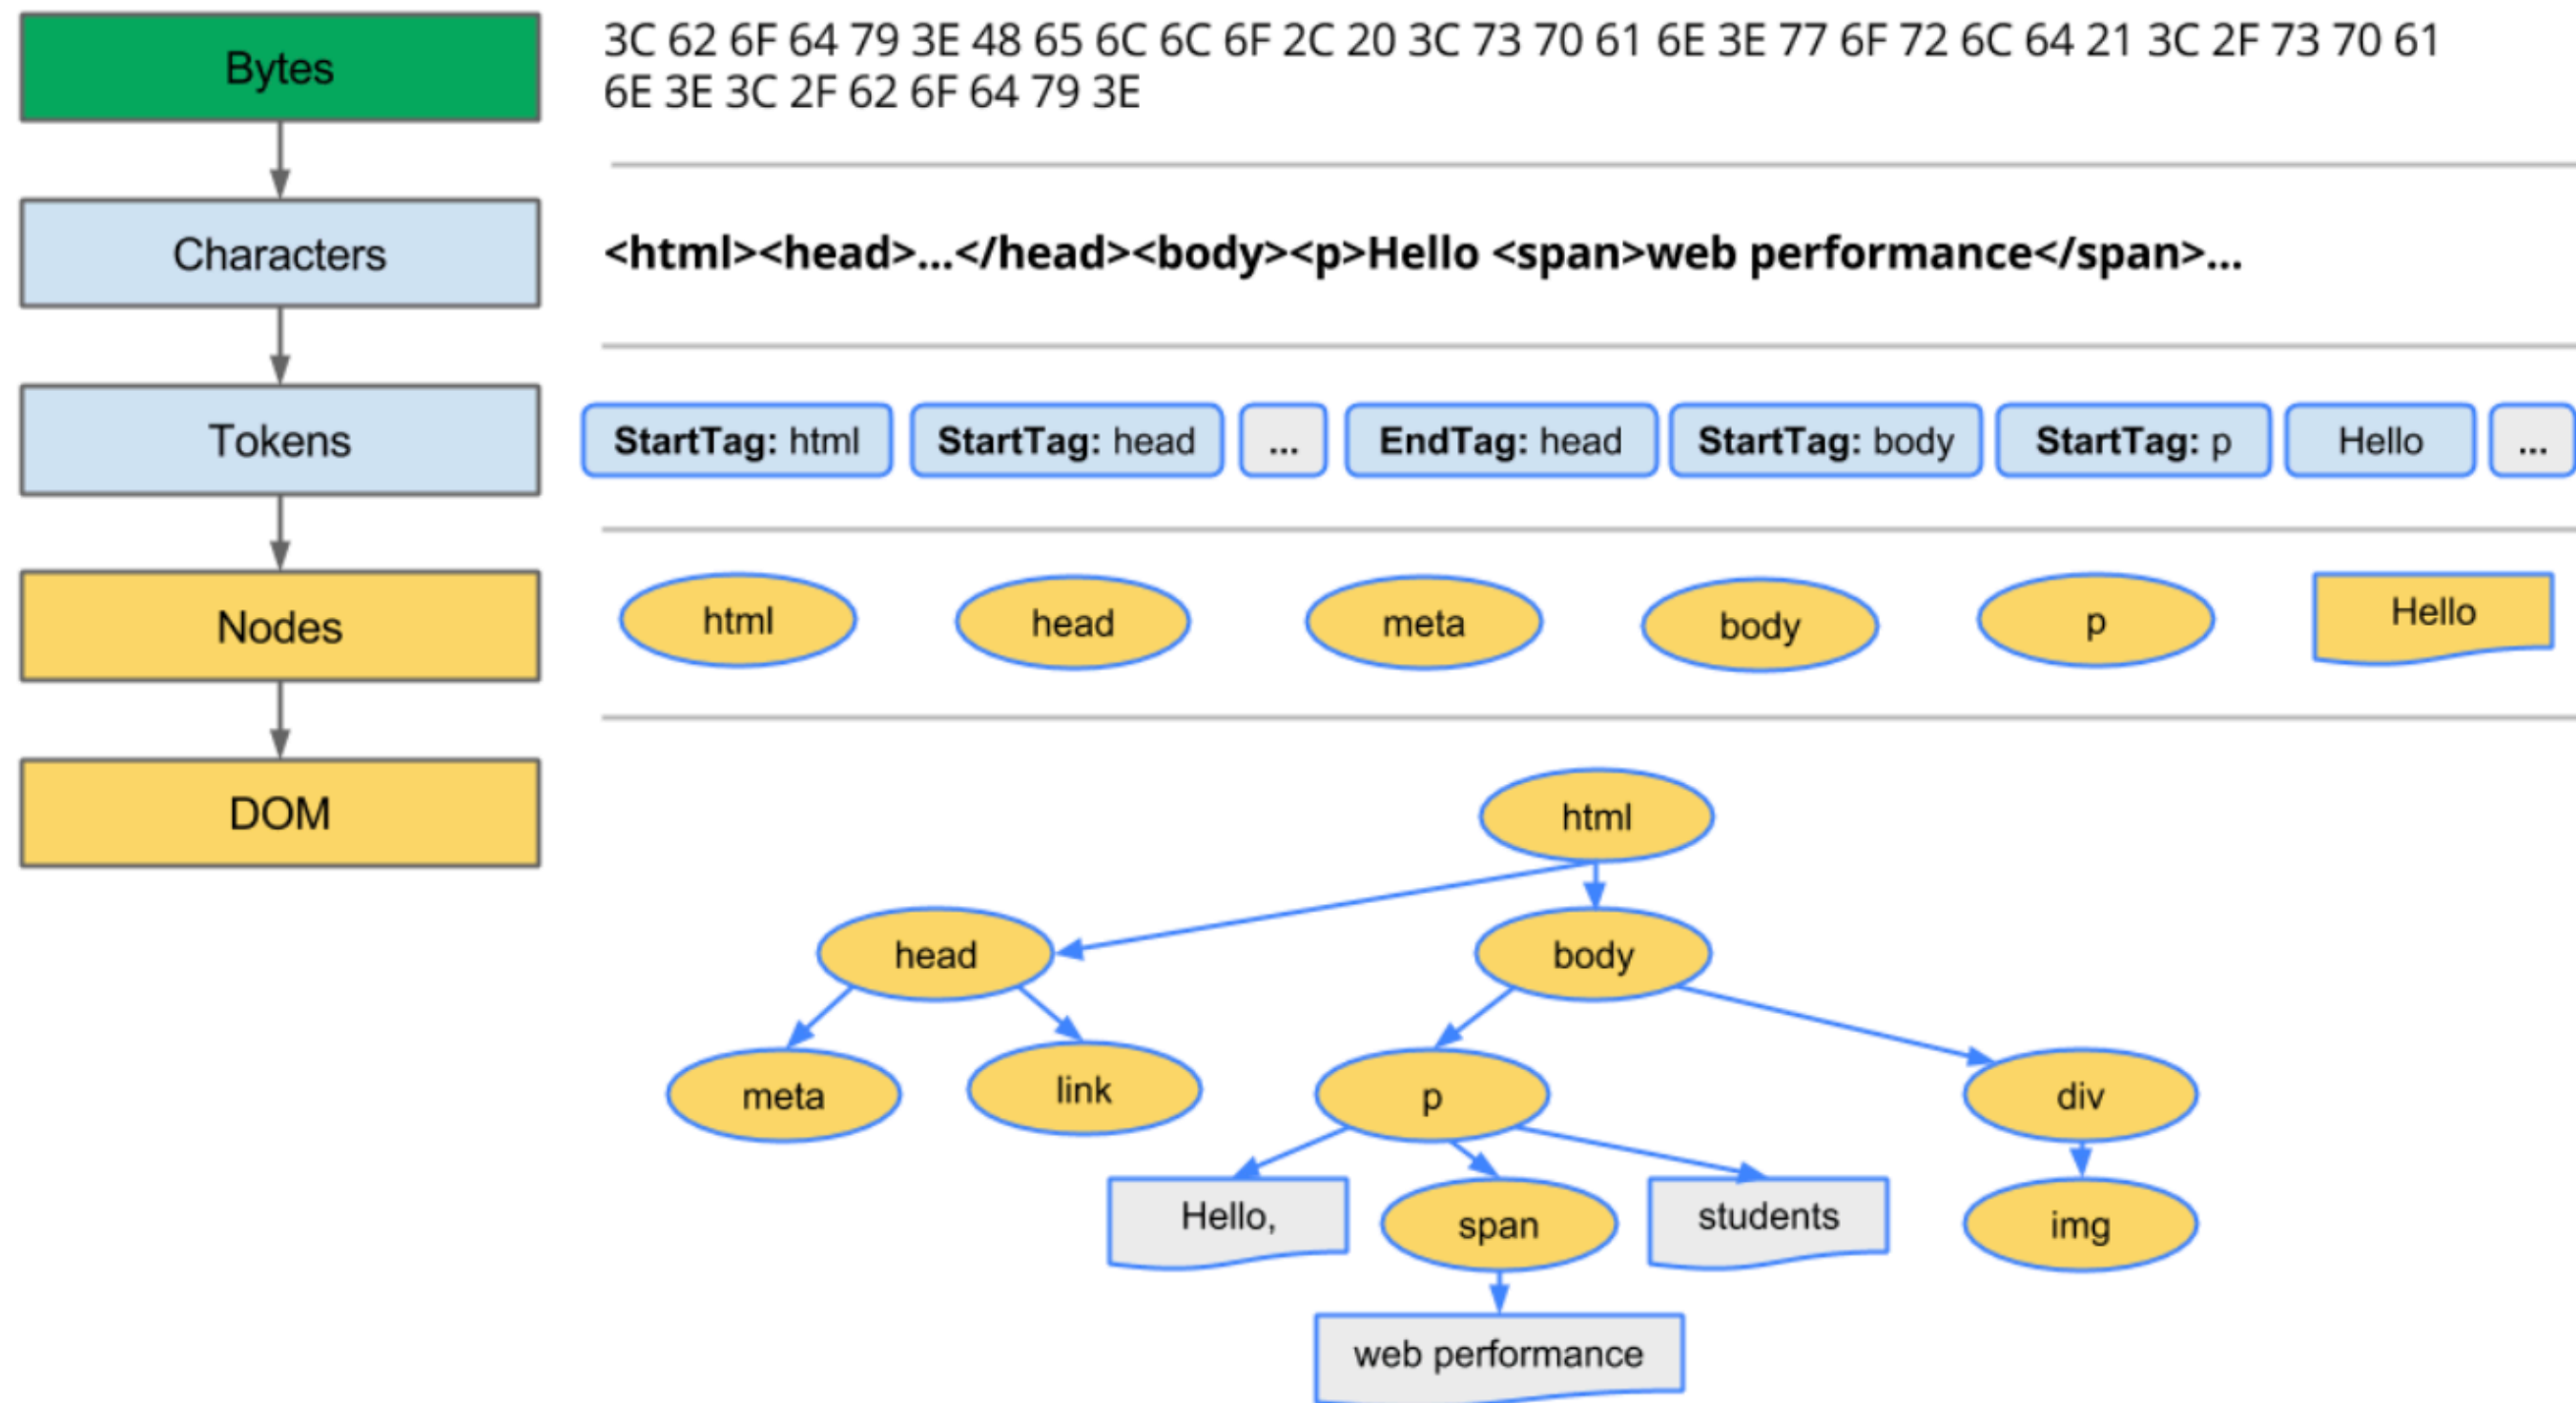 Bytes
3C 62 6F 64 79 3E 48 65 6C 6C 6F 2C 20 3C 73 70 61 6E 3E 77 6F 72 6C 64 21 3C 2F 73 70 61
6E 3E 3C 2F 62 6F 64 79 3E
Characters
<html><head>...</head><body><p>Hello <span>web performance</span>...
Tokens
StartTag: html
StartTag: head
...
EndTag: head
StartTag: body
StartTag: p
Hello
...
Nodes
html
head
meta
body
p
Hello
DOM
html
head
body
meta
link
p
div
Hello,
span
students
img
web performance